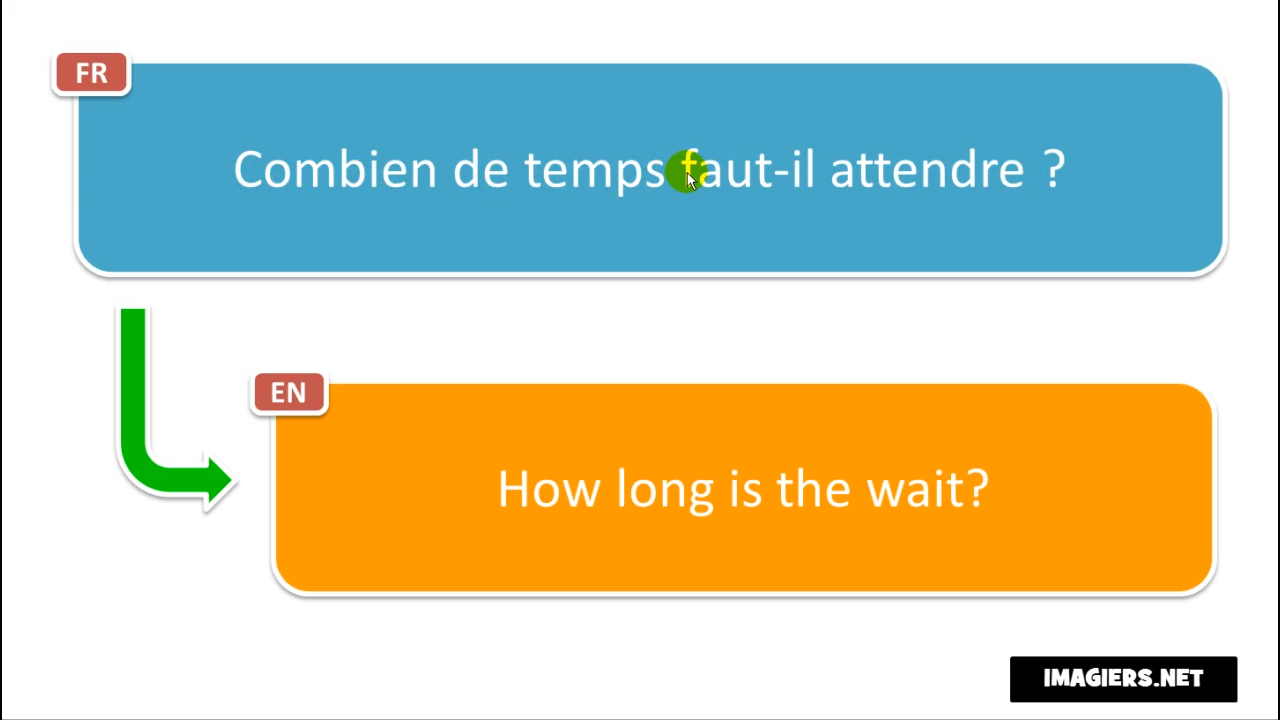 FR
Combien de temps faut-il attendre ?
EN
How long is the wait?
IMAGIERS.NET